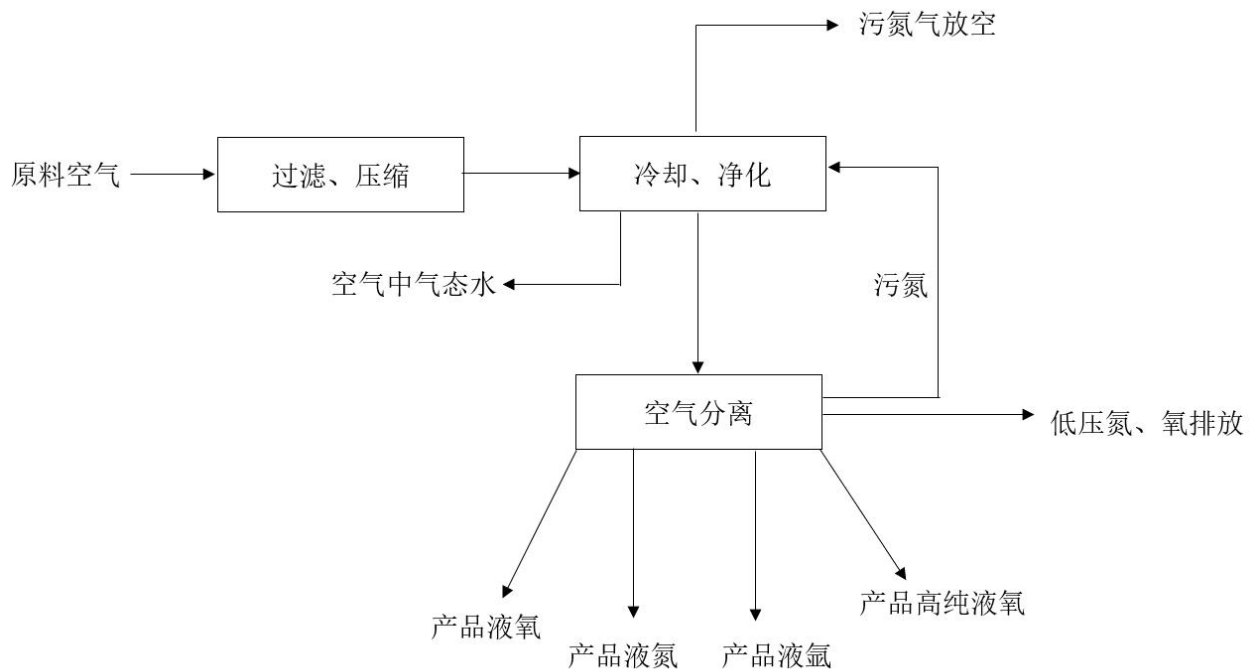 污氮气放空
原料空气
过滤、压缩
冷却、净化
空气中气态水
污氮
空气分离
低压氮、氧排放
产品液氧
产品液氮
产品液氩
产品高纯液氧